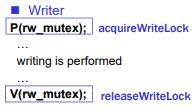 ■ Writer
P(rw_mutex); acquireWriteLock
...
writing is performed
...
V(rw_mutex); releaseWriteLock